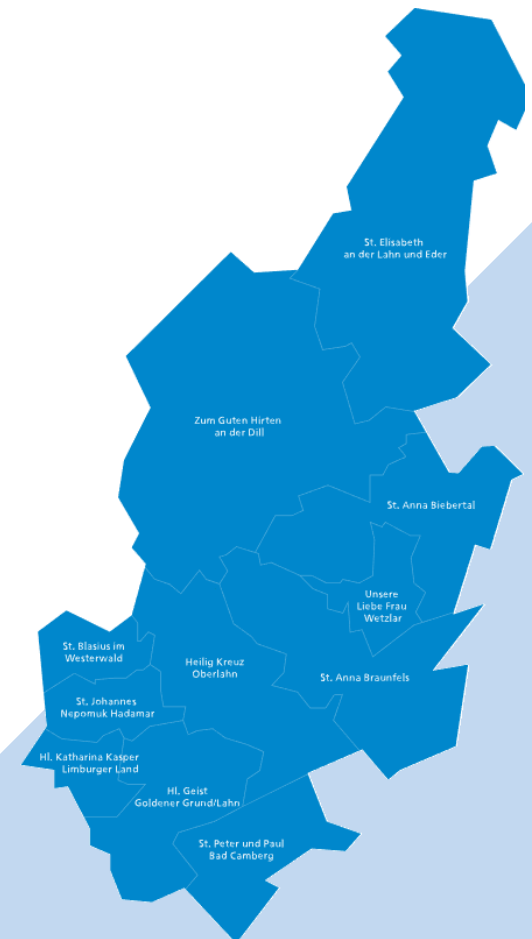 St. Elisabeth
an der Lahn und Eder
Zum Guten Hirten
an der Dill
St. Anna Biebertal
Unsere
Liebe Frau
Wetzlar
St. Blasius im
Westerwald
Heilig Kreuz
Oberlahn
St. Anna Braunfels
St. Johannes
Nepomuk Hadamar
Hl. Katharina Kasper
Limburger Land
Hl. Geist
Goldener Grund/Lahn
St. Peter und Paul
Bad Camberg